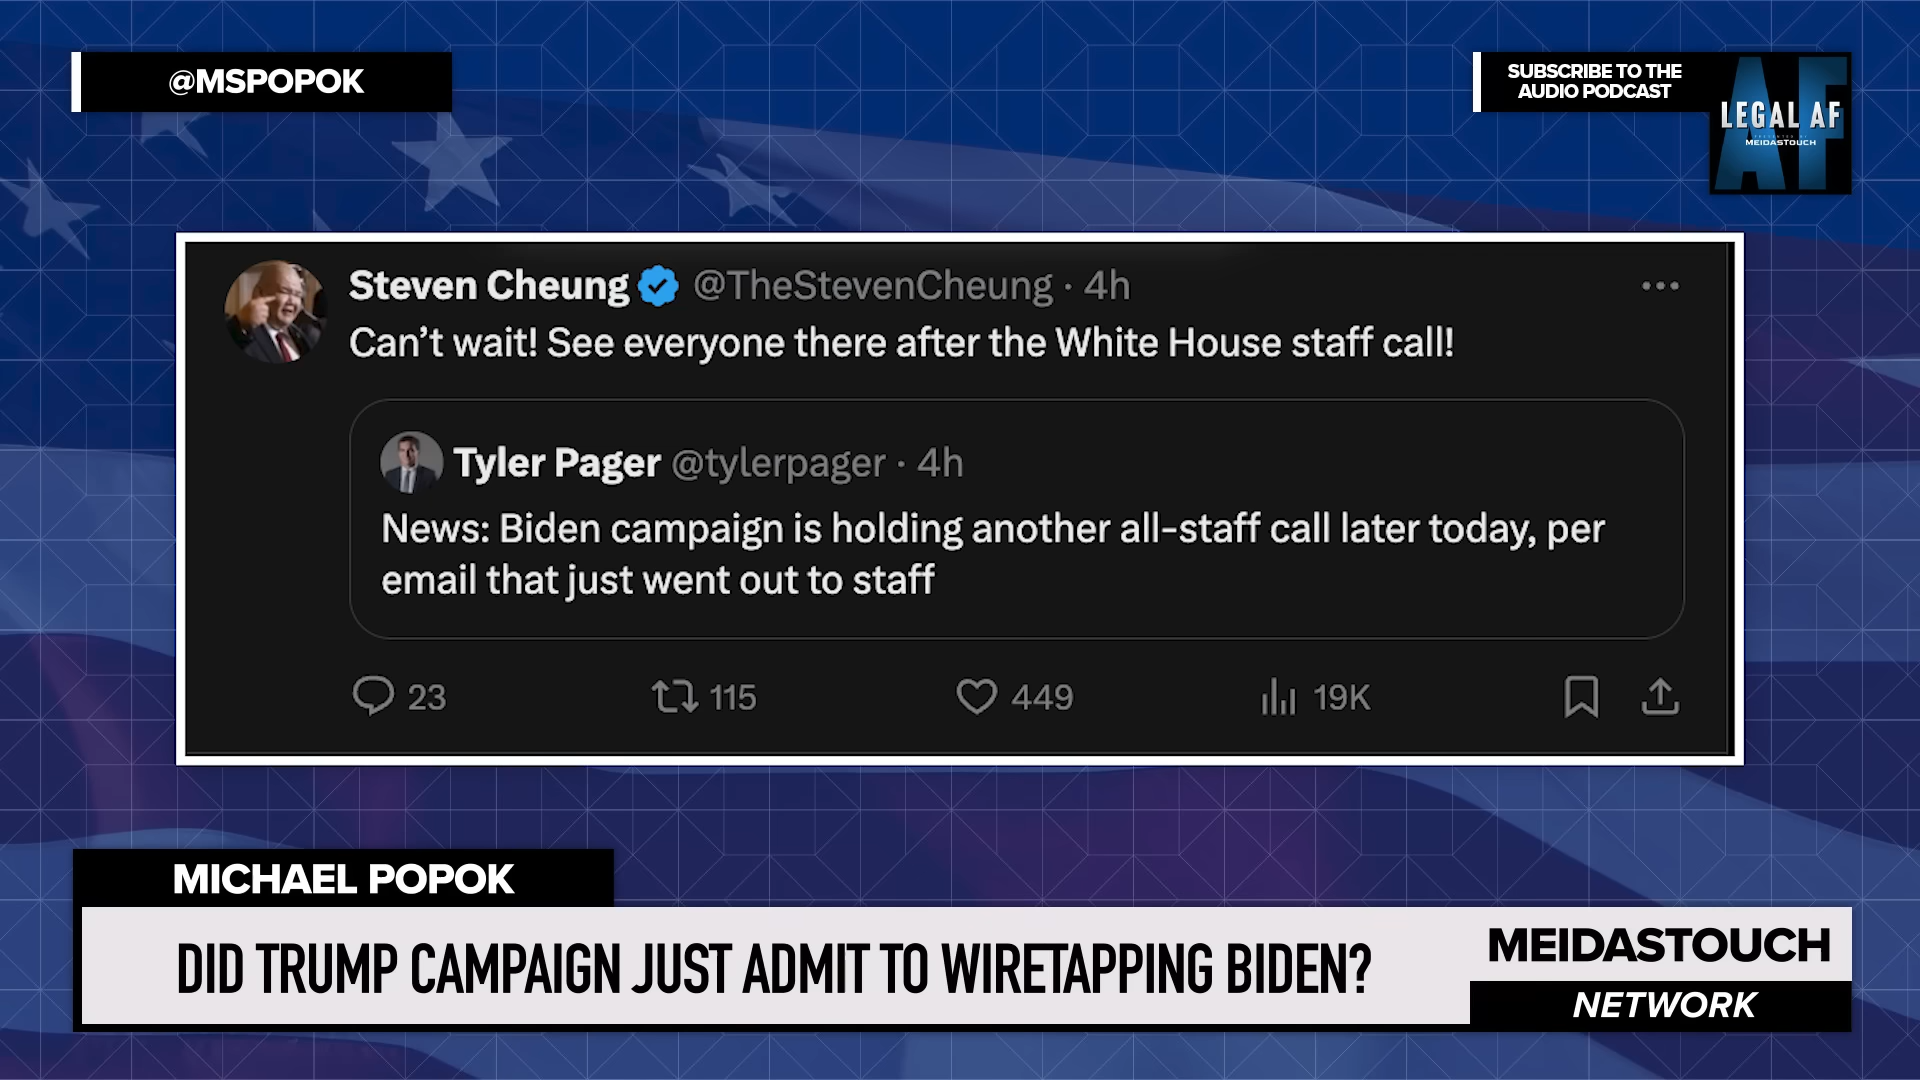 @MSPOPOK
SUBSCRIBE TO THE
AUDIO PODCAST
LEGAL AF
MEIDASTOUCH
Steven Cheung @TheStevenCheung · 4h
Can’t wait! See everyone there after the White House staff call!
Tyler Pager @tylerpager · 4h
News: Biden campaign is holding another all-staff call later today, per
email that just went out to staff
23 115 449 19K
MICHAEL POPOK
DID TRUMP CAMPAIGN JUST ADMIT TO WIRETAPPING BIDEN?
MEIDASTOUCH
NETWORK